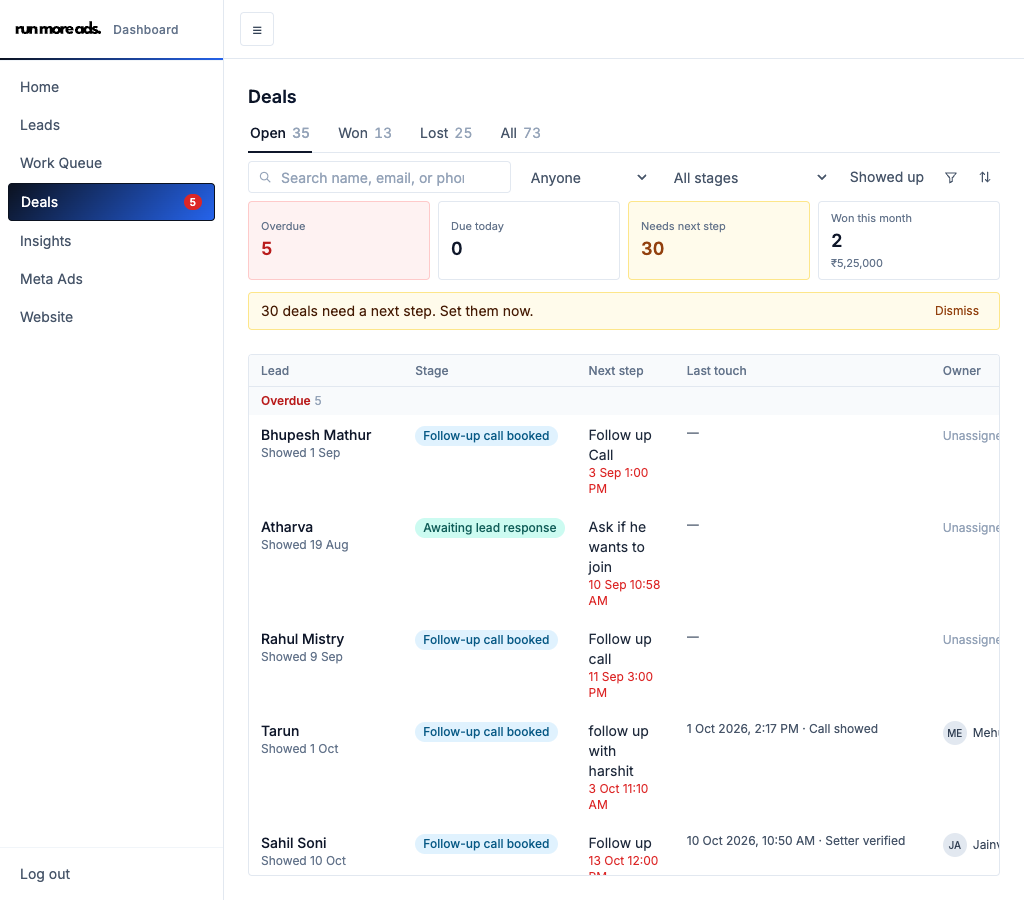 run more ads. Dashboard
Home
Leads
Work Queue
Deals 5
Insights
Meta Ads
Website
Log out
Deals
Open 35 Won 13 Lost 25 All 73
Search name, email, or phor Anyone All stages Showed up
Overdue
5
Due today
0
Needs next step
30
Won this month
2
₹5,25,000
30 deals need a next step. Set them now. Dismiss
Lead Stage Next step Last touch Owner
Overdue 5
Bhupesh Mathur Follow-up call booked Follow up — Unassigne
Showed 1 Sep Call
3 Sep 1:00
PM
Atharva Awaiting lead response Ask if he — Unassigne
Showed 19 Aug wants to
join
10 Sep 10:58
AM
Rahul Mistry Follow-up call booked Follow up — Unassigne
Showed 9 Sep call
11 Sep 3:00
PM
Tarun Follow-up call booked follow up 1 Oct 2026, 2:17 PM · Call showed ME Meh
Showed 1 Oct with
harshit
3 Oct 11:10
AM
Sahil Soni Follow-up call booked Follow up 10 Oct 2026, 10:50 AM · Setter verified JA Jain
Showed 10 Oct 13 Oct 12:00
PM